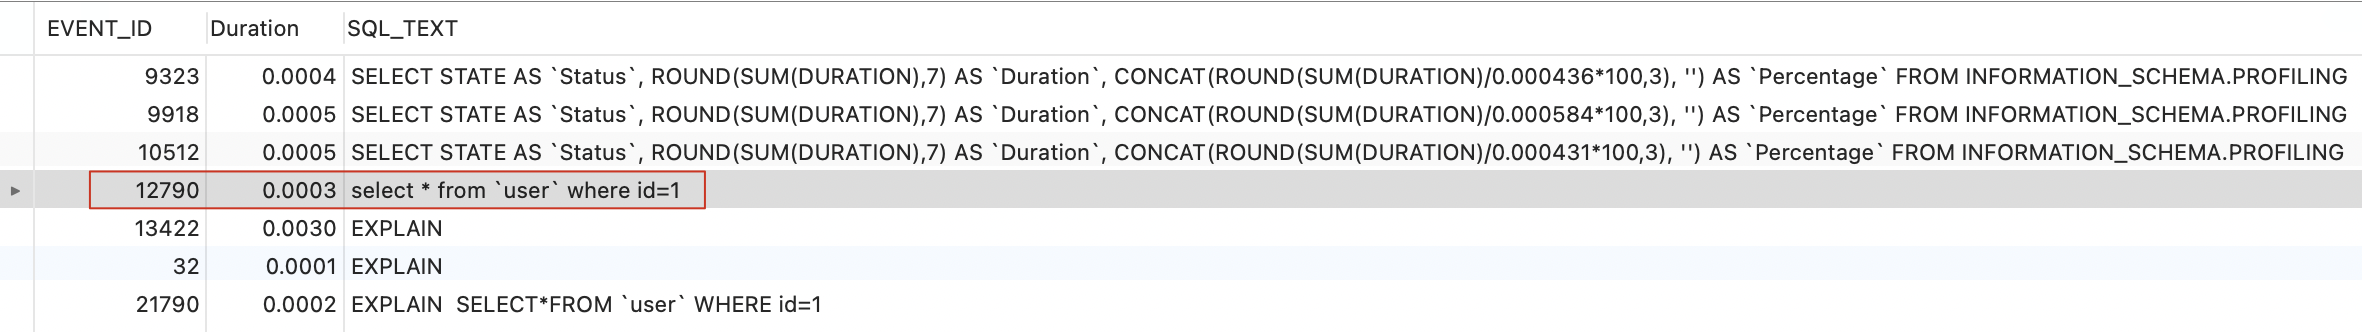 EVENT_ID Duration SQL_TEXT
9323 0.0004 SELECT STATE AS `Status`, ROUND(SUM(DURATION),7) AS `Duration`, CONCAT(ROUND(SUM(DURATION)/0.000436*100,3), '') AS `Percentage` FROM INFORMATION_SCHEMA.PROFILING
9918 0.0005 SELECT STATE AS `Status`, ROUND(SUM(DURATION),7) AS `Duration`, CONCAT(ROUND(SUM(DURATION)/0.000584*100,3), '') AS `Percentage` FROM INFORMATION_SCHEMA.PROFILING
10512 0.0005 SELECT STATE AS `Status`, ROUND(SUM(DURATION),7) AS `Duration`, CONCAT(ROUND(SUM(DURATION)/0.000431*100,3), '') AS `Percentage` FROM INFORMATION_SCHEMA.PROFILING
12790 0.0003 select * from `user` where id=1
13422 0.0030 EXPLAIN
32 0.0001 EXPLAIN
21790 0.0002 EXPLAIN  SELECT*FROM `user` WHERE id=1